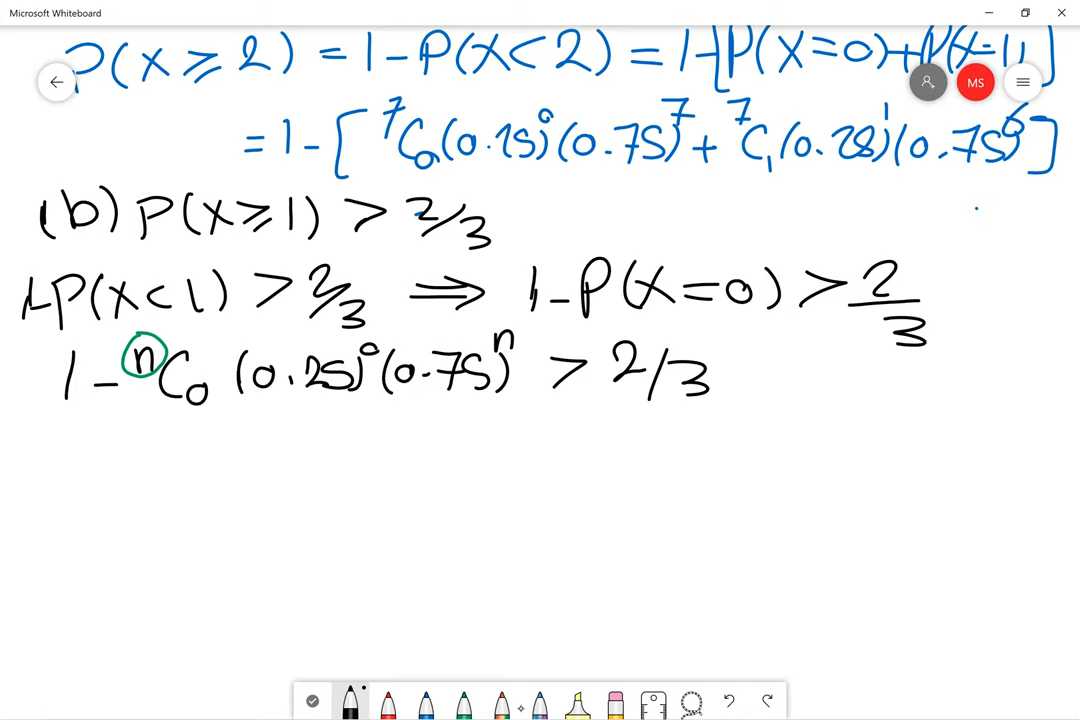 Microsoft Whiteboard
P(X ≥ 2) = 1 - P(X < 2) = 1 - [P(X = 0) + P(X = 1)]
MS
= 1 - [⁷C₀ (0.25)⁰ (0.75)⁷ + ⁷C₁ (0.25)¹ (0.75)⁶]
(b) P(X ≥ 1) > 2/3
1-P(X < 1) > 2/3 ⟹ 1 - P(X = 0) > 2/3
1 - ⁿC₀ (0.25)⁰ (0.75)ⁿ > 2/3